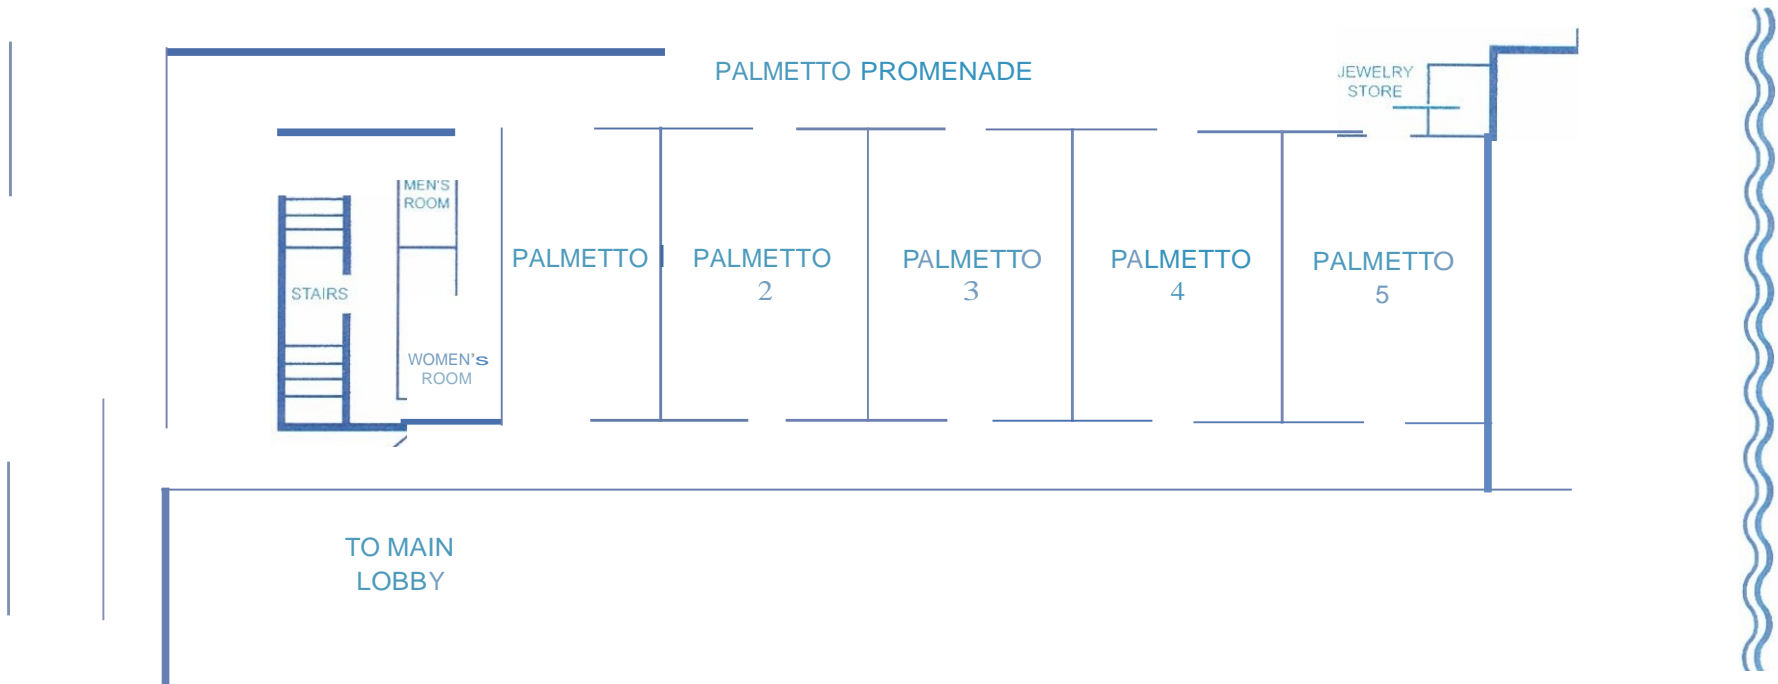 PALMETTO PROMENADE
JEWELRY
STORE
MEN'S
ROOM
PALMETTO I
PALMETTO
2
PALMETTO
3
PALMETTO
4
PALMETTO
5
STAIRS
WOMEN's
ROOM
TO MAIN
LOBBY